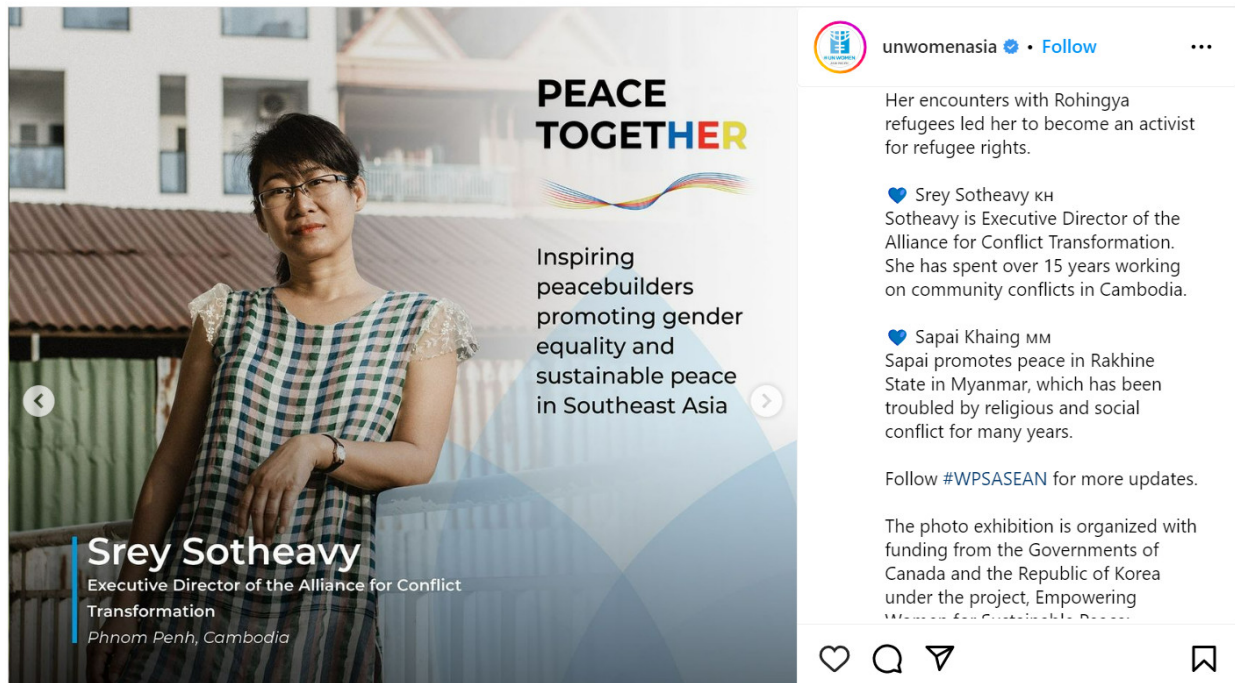 PEACE
TOGETHER
Inspiring
peacebuilders
promoting gender
equality and
sustainable peace
in Southeast Asia
Srey Sotheavy
Executive Director of the Alliance for Conflict
Transformation
Phnom Penh, Cambodia
unwomenasia • Follow
Her encounters with Rohingya
refugees led her to become an activist
for refugee rights.
💙 Srey Sotheavy KH
Sotheavy is Executive Director of the
Alliance for Conflict Transformation.
She has spent over 15 years working
on community conflicts in Cambodia.
💙 Sapai Khaing MM
Sapai promotes peace in Rakhine
State in Myanmar, which has been
troubled by religious and social
conflict for many years.
Follow #WPSASEAN for more updates.
The photo exhibition is organized with
funding from the Governments of
Canada and the Republic of Korea
under the project, Empowering
Women for Sustainable Peace: